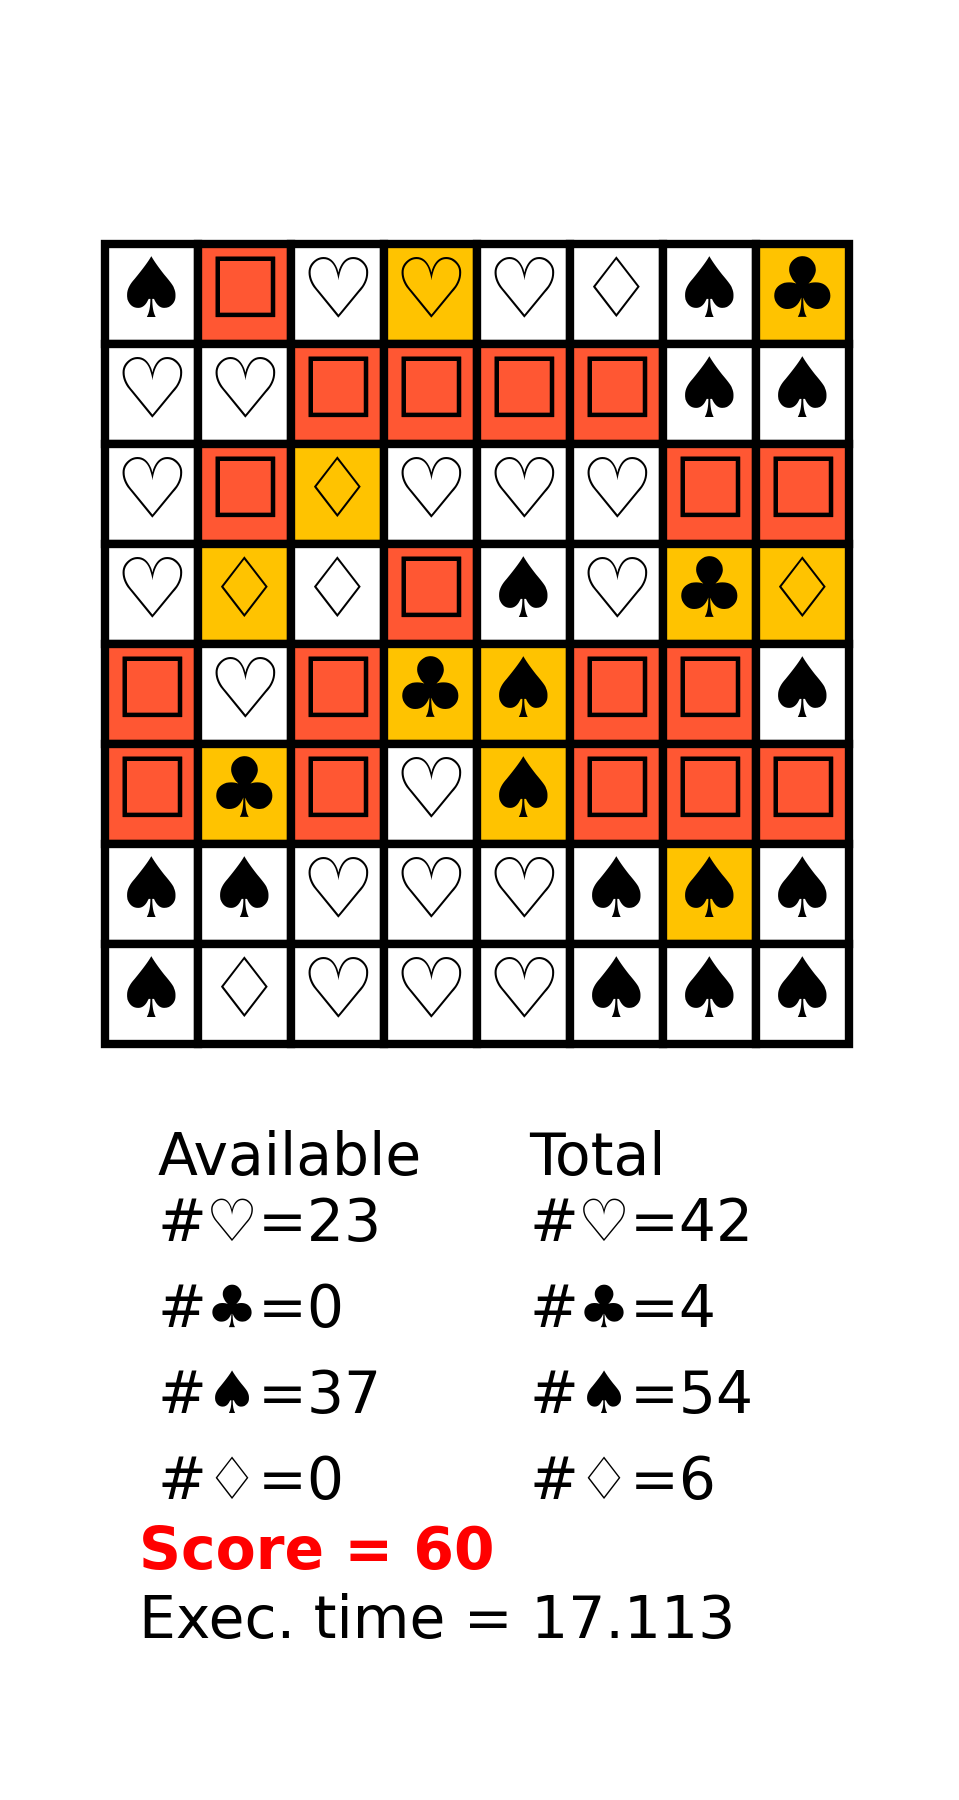 ♠ □ ♡ ♡ ♡ ♢ ♠ ♣
♡ ♡ □ □ □ □ ♠ ♠
♡ □ ♢ ♡ ♡ ♡ □ □
♡ ♢ ♢ □ ♠ ♡ ♣ ♢
□ ♡ □ ♣ ♠ □ □ ♠
□ ♣ □ ♡ ♠ □ □ □
♠ ♠ ♡ ♡ ♡ ♠ ♠ ♠
♠ ♢ ♡ ♡ ♡ ♠ ♠ ♠
Available Total
#♡=23 #♡=42
#♣=0 #♣=4
#♠=37 #♠=54
#♢=0 #♢=6
Score = 60
Exec. time = 17.113